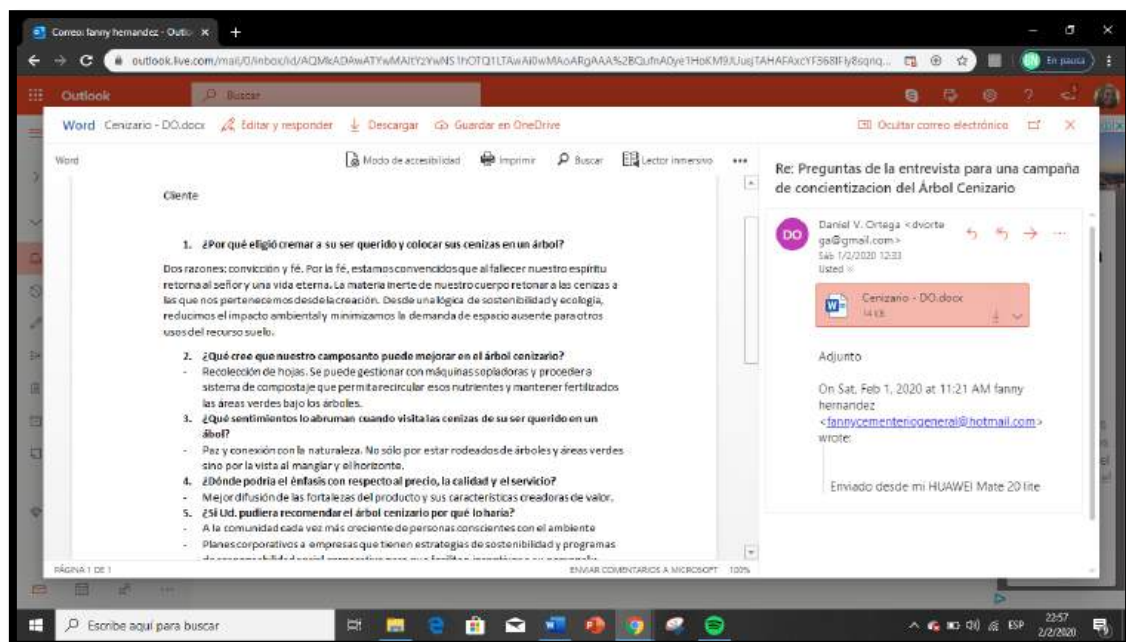 Correo: fanny hernandez - Outlo
outlook.live.com/mail/0/inbox/id/
En pausa
Outlook
Buscar
Word
Cenizario - DO.docx
Editar y responder
Descargar
Guardar en OneDrive
Ocultar correo electrónico
Word
Modo de accesibilidad
Imprimir
Buscar
Lector inmersivo
Cliente
1. ¿Por qué eligió cremar a su ser querido y colocar sus cenizas en un árbol?
Dos razones: convicción y fé. Por la fé, estamos convencidos que al fallecer nuestro espíritu
retorna al señor y una vida eterna. La materia inerte de nuestro cuerpo retonar a las cenizas a
las que nos pertenecemos desde la creación. Desde una lógica de sostenibilidad y ecología,
reducimos el impacto ambiental y minimizamos la demanda de espacio ausente para otros
usos del recurso suelo.
2. ¿Qué cree que nuestro camposanto puede mejorar en el árbol cenizario?
- Recolección de hojas. Se puede gestionar con máquinas sopladoras y proceder a
sistema de compostaje que permita recircular esos nutrientes y mantener fertilizados
las áreas verdes bajo los árboles.
3. ¿Qué sentimientos lo abruman cuando visita las cenizas de su ser querido en un
ábol?
- Paz y conexión con la naturaleza. No sólo por estar rodeados de árboles y áreas verdes
sino por la vista al manglar y el horizonte.
4. ¿Dónde podría el énfasis con respecto al precio, la calidad y el servicio?
- Mejor difusión de las fortalezas del producto y sus características creadoras de valor.
5. ¿Si Ud. pudiera recomendar el árbol cenizario por qué lo haría?
- A la comunidad cada vez más creciente de personas conscientes con el ambiente
- Planes corporativos a empresas que tienen estrategias de sostenibilidad y programas
PÁGINA 1 DE 1
ENVIAR COMENTARIOS A MICROSOFT
100%
Re: Preguntas de la entrevista para una campaña
de concientizacion del Árbol Cenizario
DO
Daniel V. Ortega <dvorte
ga@gmail.com>
Sáb 1/2/2020 12:33
Usted
Cenizario - DO.docx
14 KB
Adjunto
On Sat, Feb 1, 2020 at 11:21 AM fanny
hernandez
<fannycementeriogeneral@hotmail.com>
wrote:
Enviado desde mi HUAWEI Mate 20 lite
Escribe aquí para buscar
ESP
22:57
2/2/2020